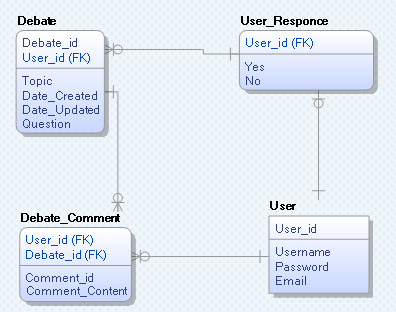 Debate
Debate_id
User_id (FK)
Topic
Date_Created
Date_Updated
Question
User_Responce
User_id (FK)
Yes
No
Debate_Comment
User_id (FK)
Debate_id (FK)
Comment_id
Comment_Content
User
User_id
Username
Password
Email